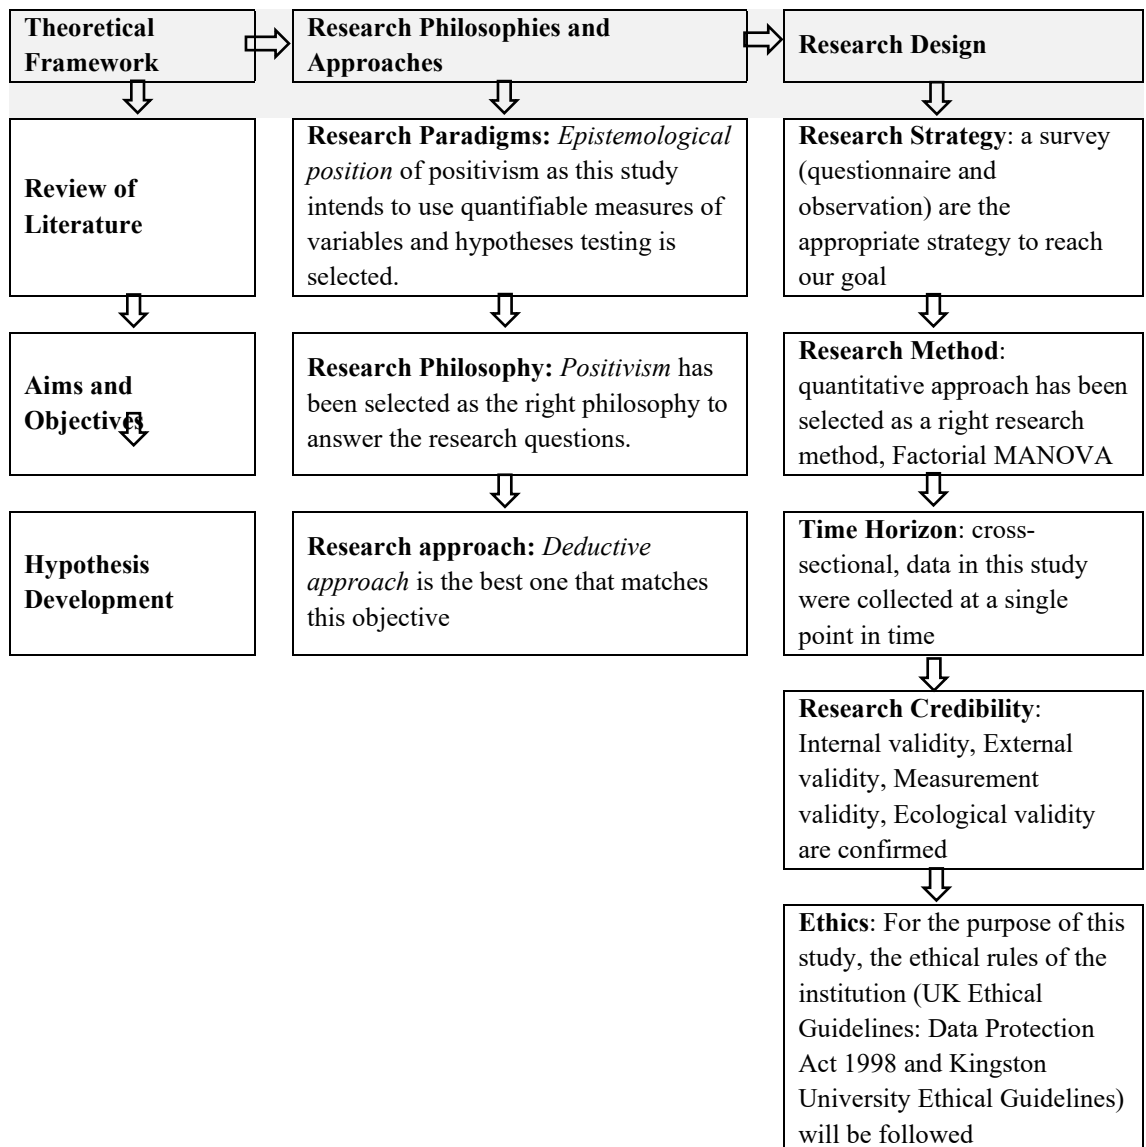 Theoretical
Framework
Research Philosophies and
Approaches
Research Design
Review of
Literature
Aims and
Objectives
Hypothesis
Development
Research Paradigms: Epistemological
position of positivism as this study
intends to use quantifiable measures of
variables and hypotheses testing is
selected.
Research Philosophy: Positivism has
been selected as the right philosophy to
answer the research questions.
Research approach: Deductive
approach is the best one that matches
this objective
Research Strategy: a survey
(questionnaire and
observation) are the
appropriate strategy to reach
our goal
Research Method:
quantitative approach has been
selected as a right research
method, Factorial MANOVA
Time Horizon: cross-
sectional, data in this study
were collected at a single
point in time
Research Credibility:
Internal validity, External
validity, Measurement
validity, Ecological validity
are confirmed
Ethics: For the purpose of this
study, the ethical rules of the
institution (UK Ethical
Guidelines: Data Protection
Act 1998 and Kingston
University Ethical Guidelines)
will be followed